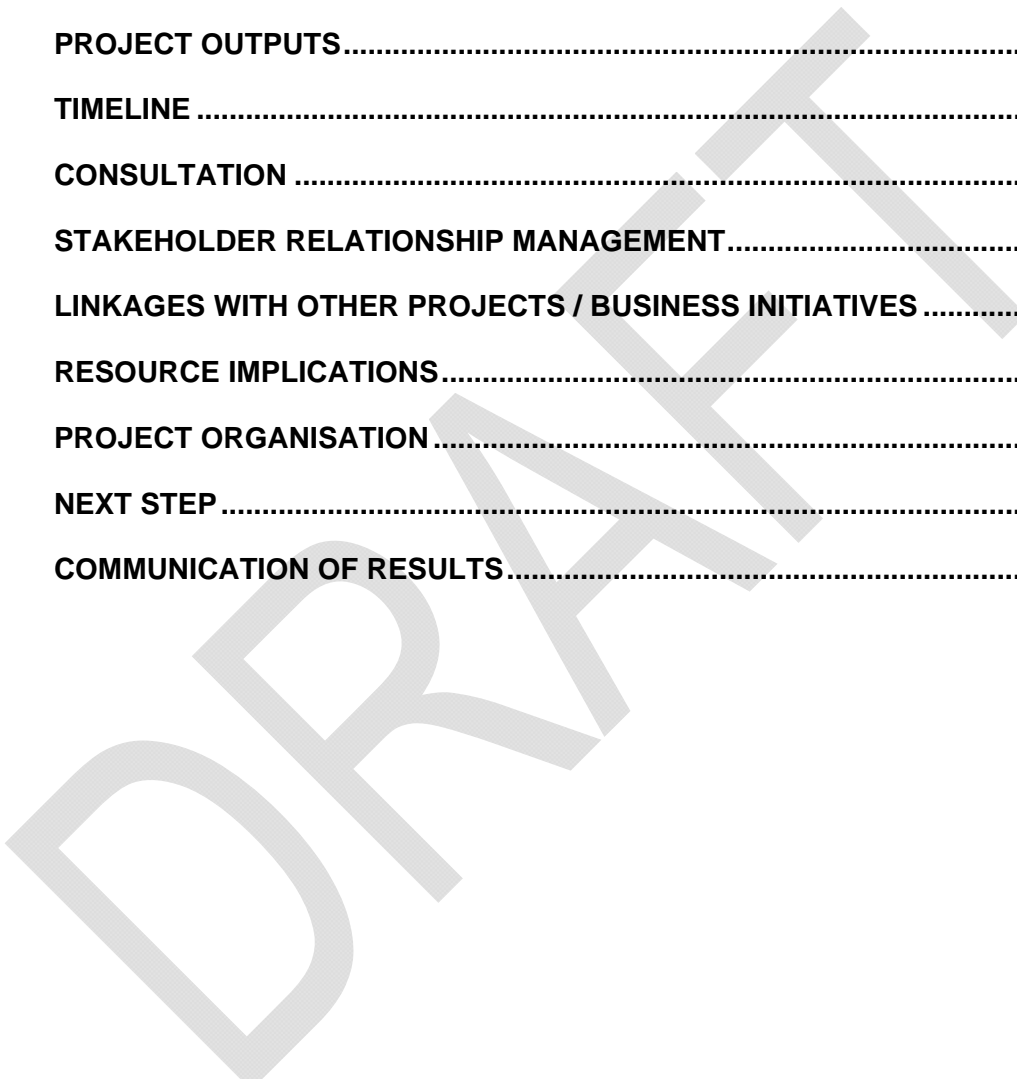 PROJECT OUTPUTS....................................................................................
TIMELINE......................................................................................................
CONSULTATION..........................................................................................
STAKEHOLDER RELATIONSHIP MANAGEMENT....................................
LINKAGES WITH OTHER PROJECTS / BUSINESS INITIATIVES............
RESOURCE IMPLICATIONS.......................................................................
PROJECT ORGANISATION........................................................................
NEXT STEP...................................................................................................
COMMUNICATION OF RESULTS...............................................................
DRAFT